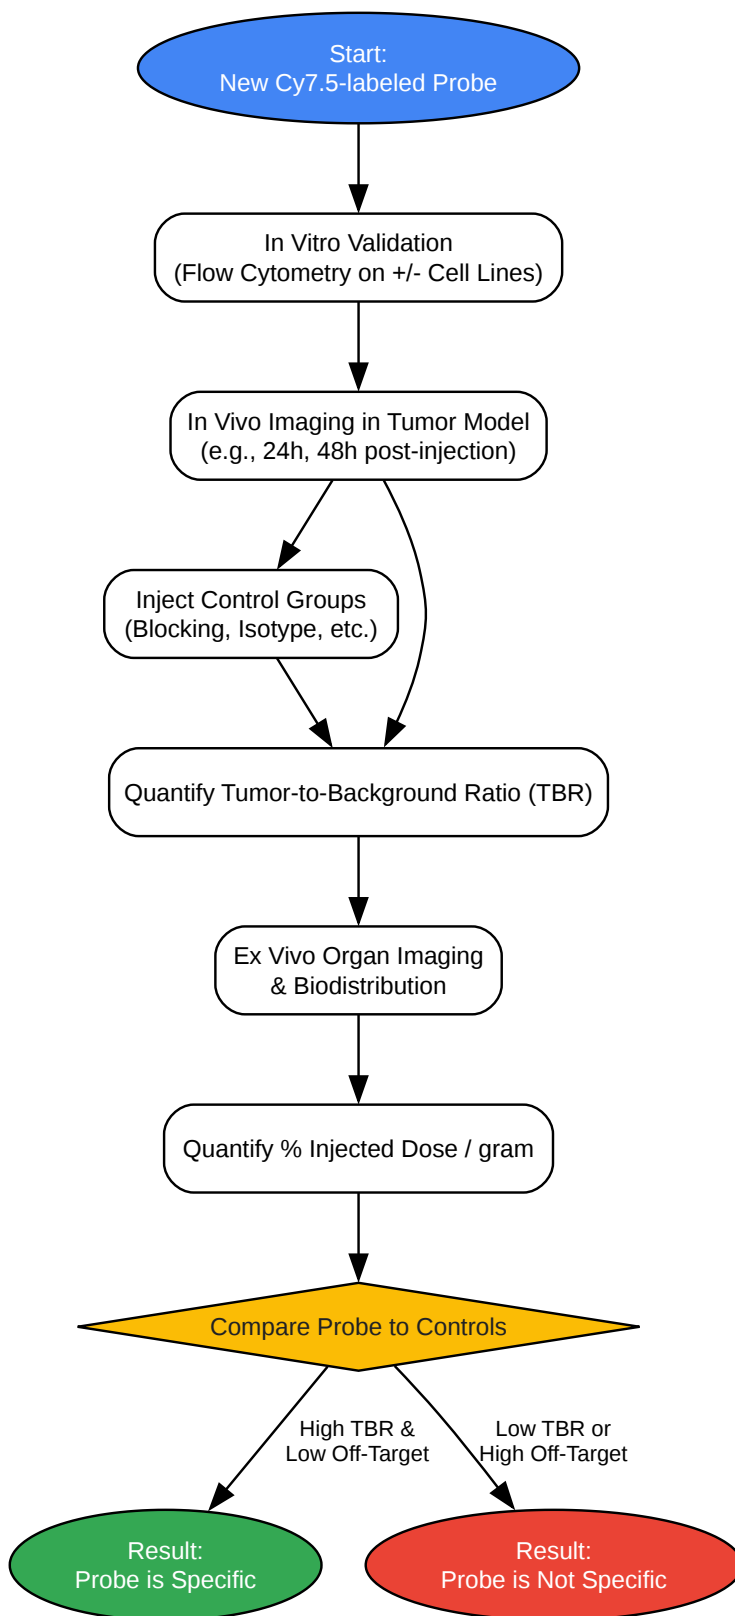 Start:
New Cy7.5-labeled Probe
In Vitro Validation
(Flow Cytometry on +/- Cell Lines)
In Vivo Imaging in Tumor Model
(e.g., 24h, 48h post-injection)
Inject Control Groups
(Blocking, Isotype, etc.)
Quantify Tumor-to-Background Ratio (TBR)
Ex Vivo Organ Imaging
& Biodistribution
Quantify % Injected Dose / gram
Compare Probe to Controls
High TBR &
Low Off-Target
Low TBR or
High Off-Target
Result:
Probe is Specific
Result:
Probe is Not Specific